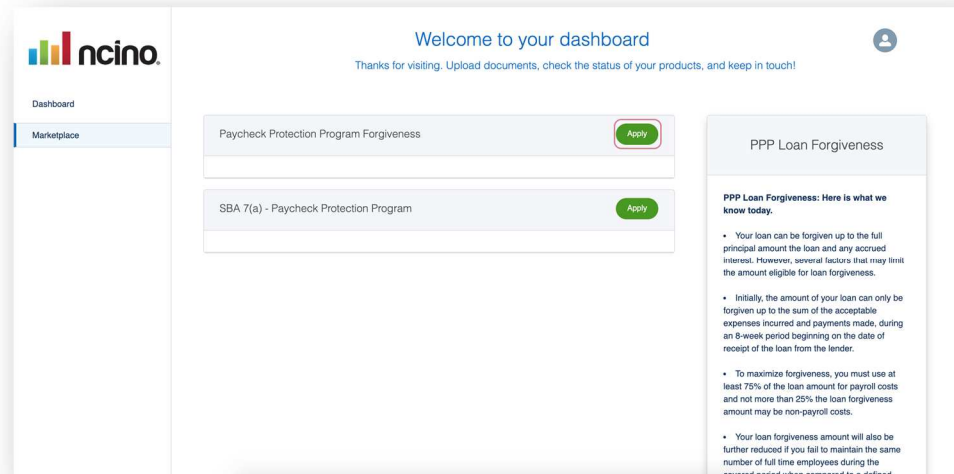 ncino.
Welcome to your dashboard
Thanks for visiting. Upload documents, check the status of your products, and keep in touch!
Dashboard
Marketplace
Paycheck Protection Program Forgiveness
Apply
SBA 7(a) - Paycheck Protection Program
Apply
PPP Loan Forgiveness
PPP Loan Forgiveness: Here is what we
know today.
• Your loan can be forgiven up to the full
principal amount the loan and any accrued
interest. However, several factors that may limit
the amount eligible for loan forgiveness.
• Initially, the amount of your loan can only be
forgiven up to the sum of the acceptable
expenses incurred and payments made, during
an 8-week period beginning on the date of
receipt of the loan from the lender.
• To maximize forgiveness, you must use at
least 75% of the loan amount for payroll costs
and not more than 25% the loan forgiveness
amount may be non-payroll costs.
• Your loan forgiveness amount will also be
further reduced if you fail to maintain the same
number of full time employees during the
covered period when compared to a defined